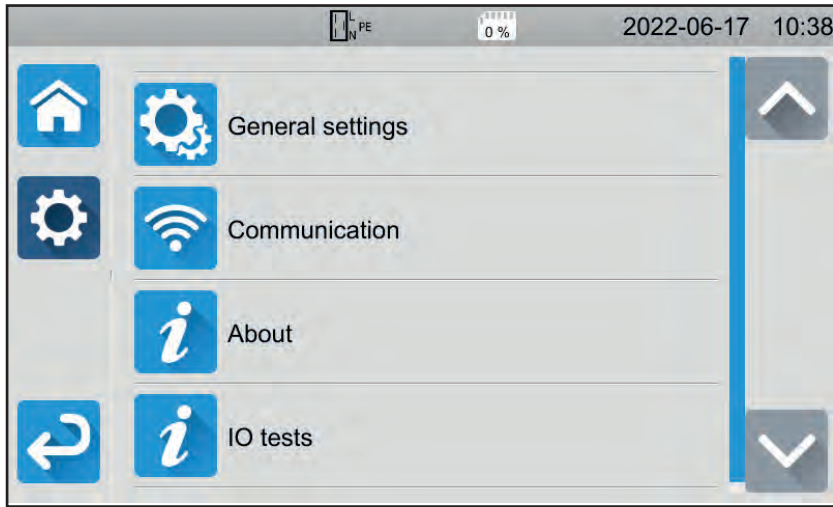 L
N PE
0 %
2022-06-17 10:38
General settings
Communication
About
IO tests